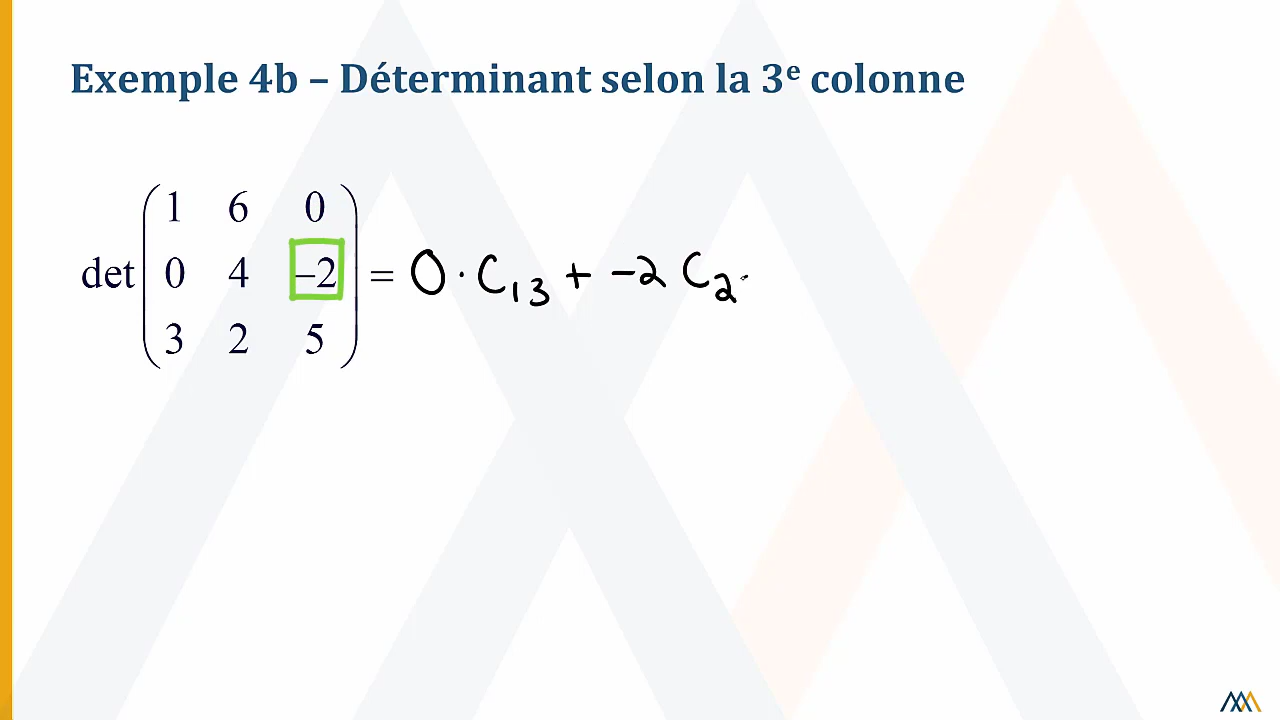 Exemple 4b – Déterminant selon la 3ᵉ colonne
1 6 0
det 0 4 –2 = 0 · C₁₃ + -2 C₂
3 2 5